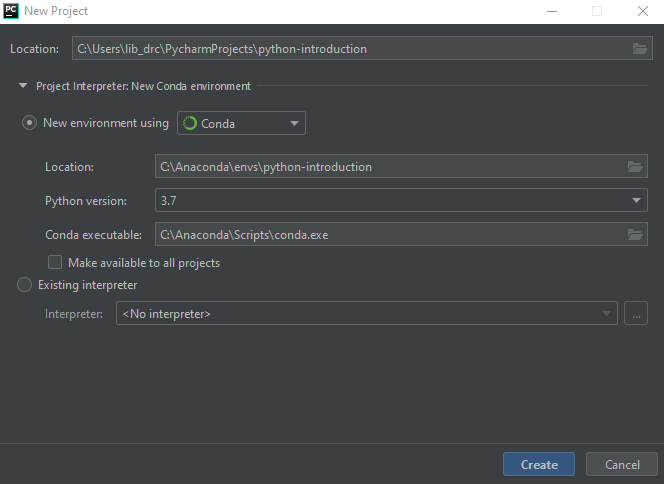 PC New Project
Location: C:\Users\lib_drc\PycharmProjects\python-introduction
Project Interpreter: New Conda environment
New environment using Conda
Location: C:\Anaconda\envs\python-introduction
Python version: 3.7
Conda executable: C:\Anaconda\Scripts\conda.exe
Make available to all projects
Existing interpreter
Interpreter: <No interpreter> ...
Create Cancel